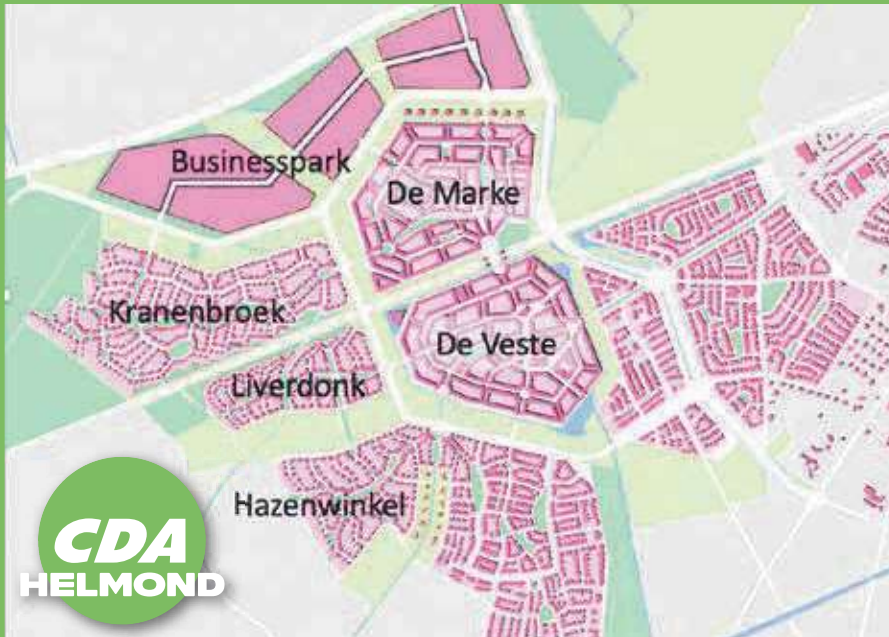 Businesspark
De Marke
Kranenbroek
De Veste
Liverdonk
Hazenwinkel
CDA
HELMOND